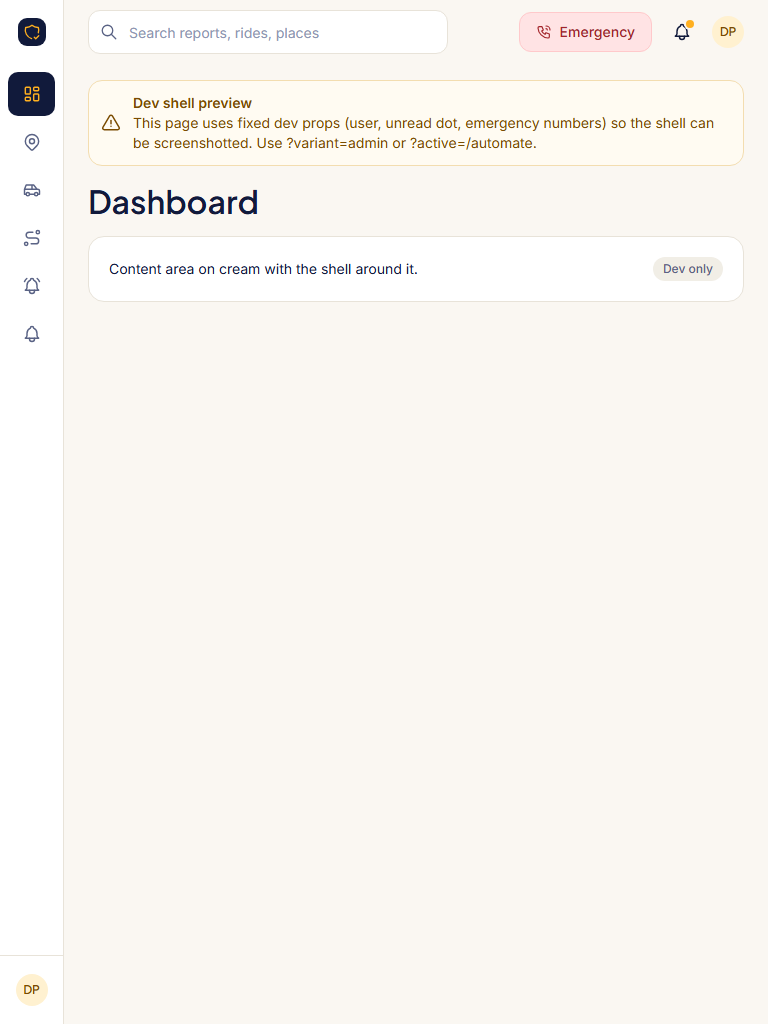 Search reports, rides, places
Emergency
DP
Dev shell preview
This page uses fixed dev props (user, unread dot, emergency numbers) so the shell can
be screenshotted. Use ?variant=admin or ?active=/automate.
Dashboard
Content area on cream with the shell around it.
Dev only
DP